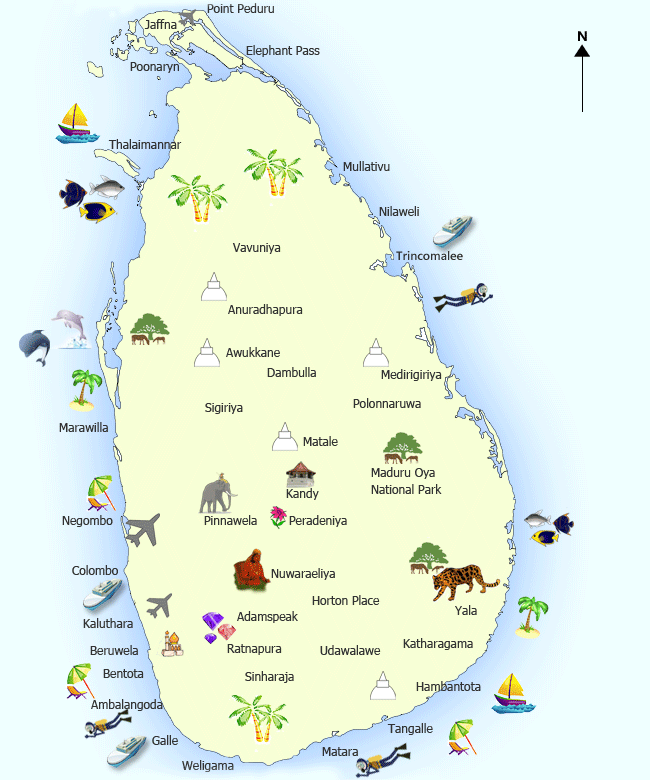 Point Peduru
Jaffna
N
Elephant Pass
Poonaryn
Thalaimannar
Mullativu
Nilaweli
Vavuniya
Trincomalee
Anuradhapura
Awukkane
Dambulla
Medirigiriya
Sigiriya
Polonnaruwa
Marawilla
Matale
Maduru Oya
National Park
Kandy
Negombo
Pinnawela
Peradeniya
Colombo
Nuwaraeliya
Horton Place
Yala
Kaluthara
Adamspeak
Beruwela
Ratnapura
Udawalawe
Katharagama
Bentota
Sinharaja
Hambantota
Ambalangoda
Point Pedru
Tangalle
Galle
Matara
Weligama